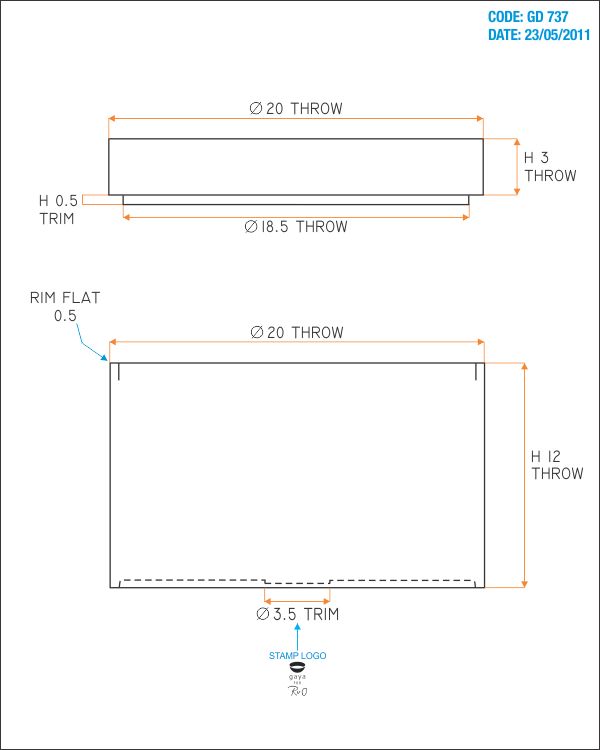 CODE: GD 737
DATE: 23/05/2011
Ø 20 THROW
H 3
THROW
H 0.5
TRIM
Ø 18.5 THROW
RIM FLAT
0.5
Ø 20 THROW
H 12
THROW
Ø 3.5 TRIM
STAMP LOGO
gaya